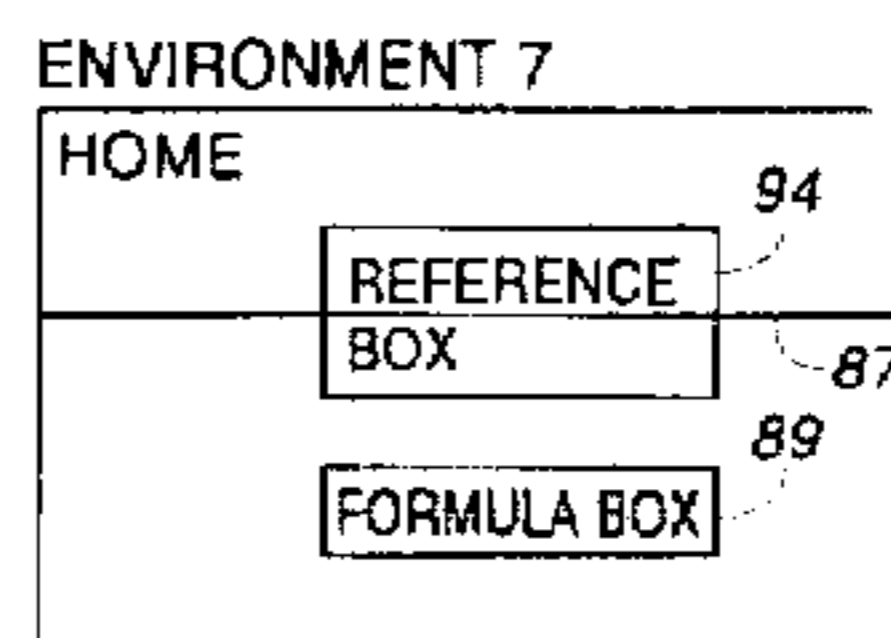 ENVIRONMENT 7
HOME
94
REFERENCE
BOX
87
89
FORMULA BOX